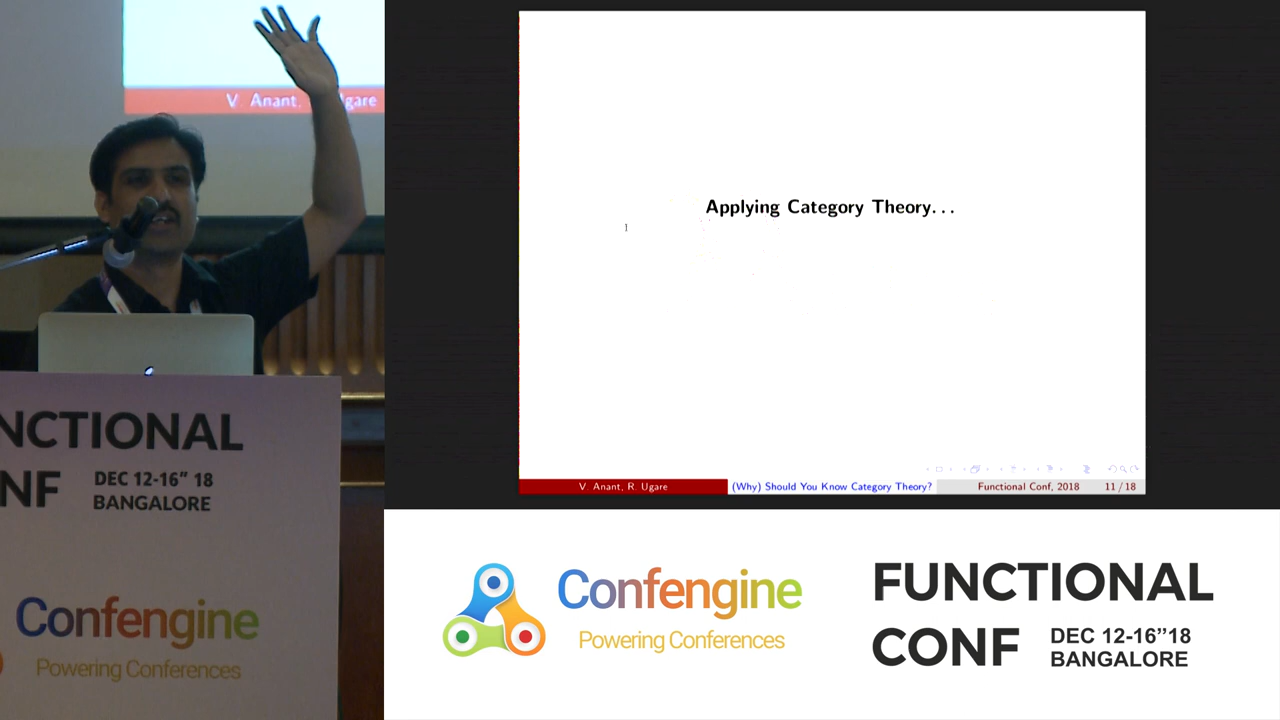 V Anant, Ugare
NCTIONAL
NF DEC 12-16” 18
BANGALORE
Confengine
Powering Conferences
Applying Category Theory...
V. Anant, R. Ugare (Why) Should You Know Category Theory? Functional Conf, 2018 11 / 18
Confengine
Powering Conferences
FUNCTIONAL
CONF DEC 12-16”18
BANGALORE